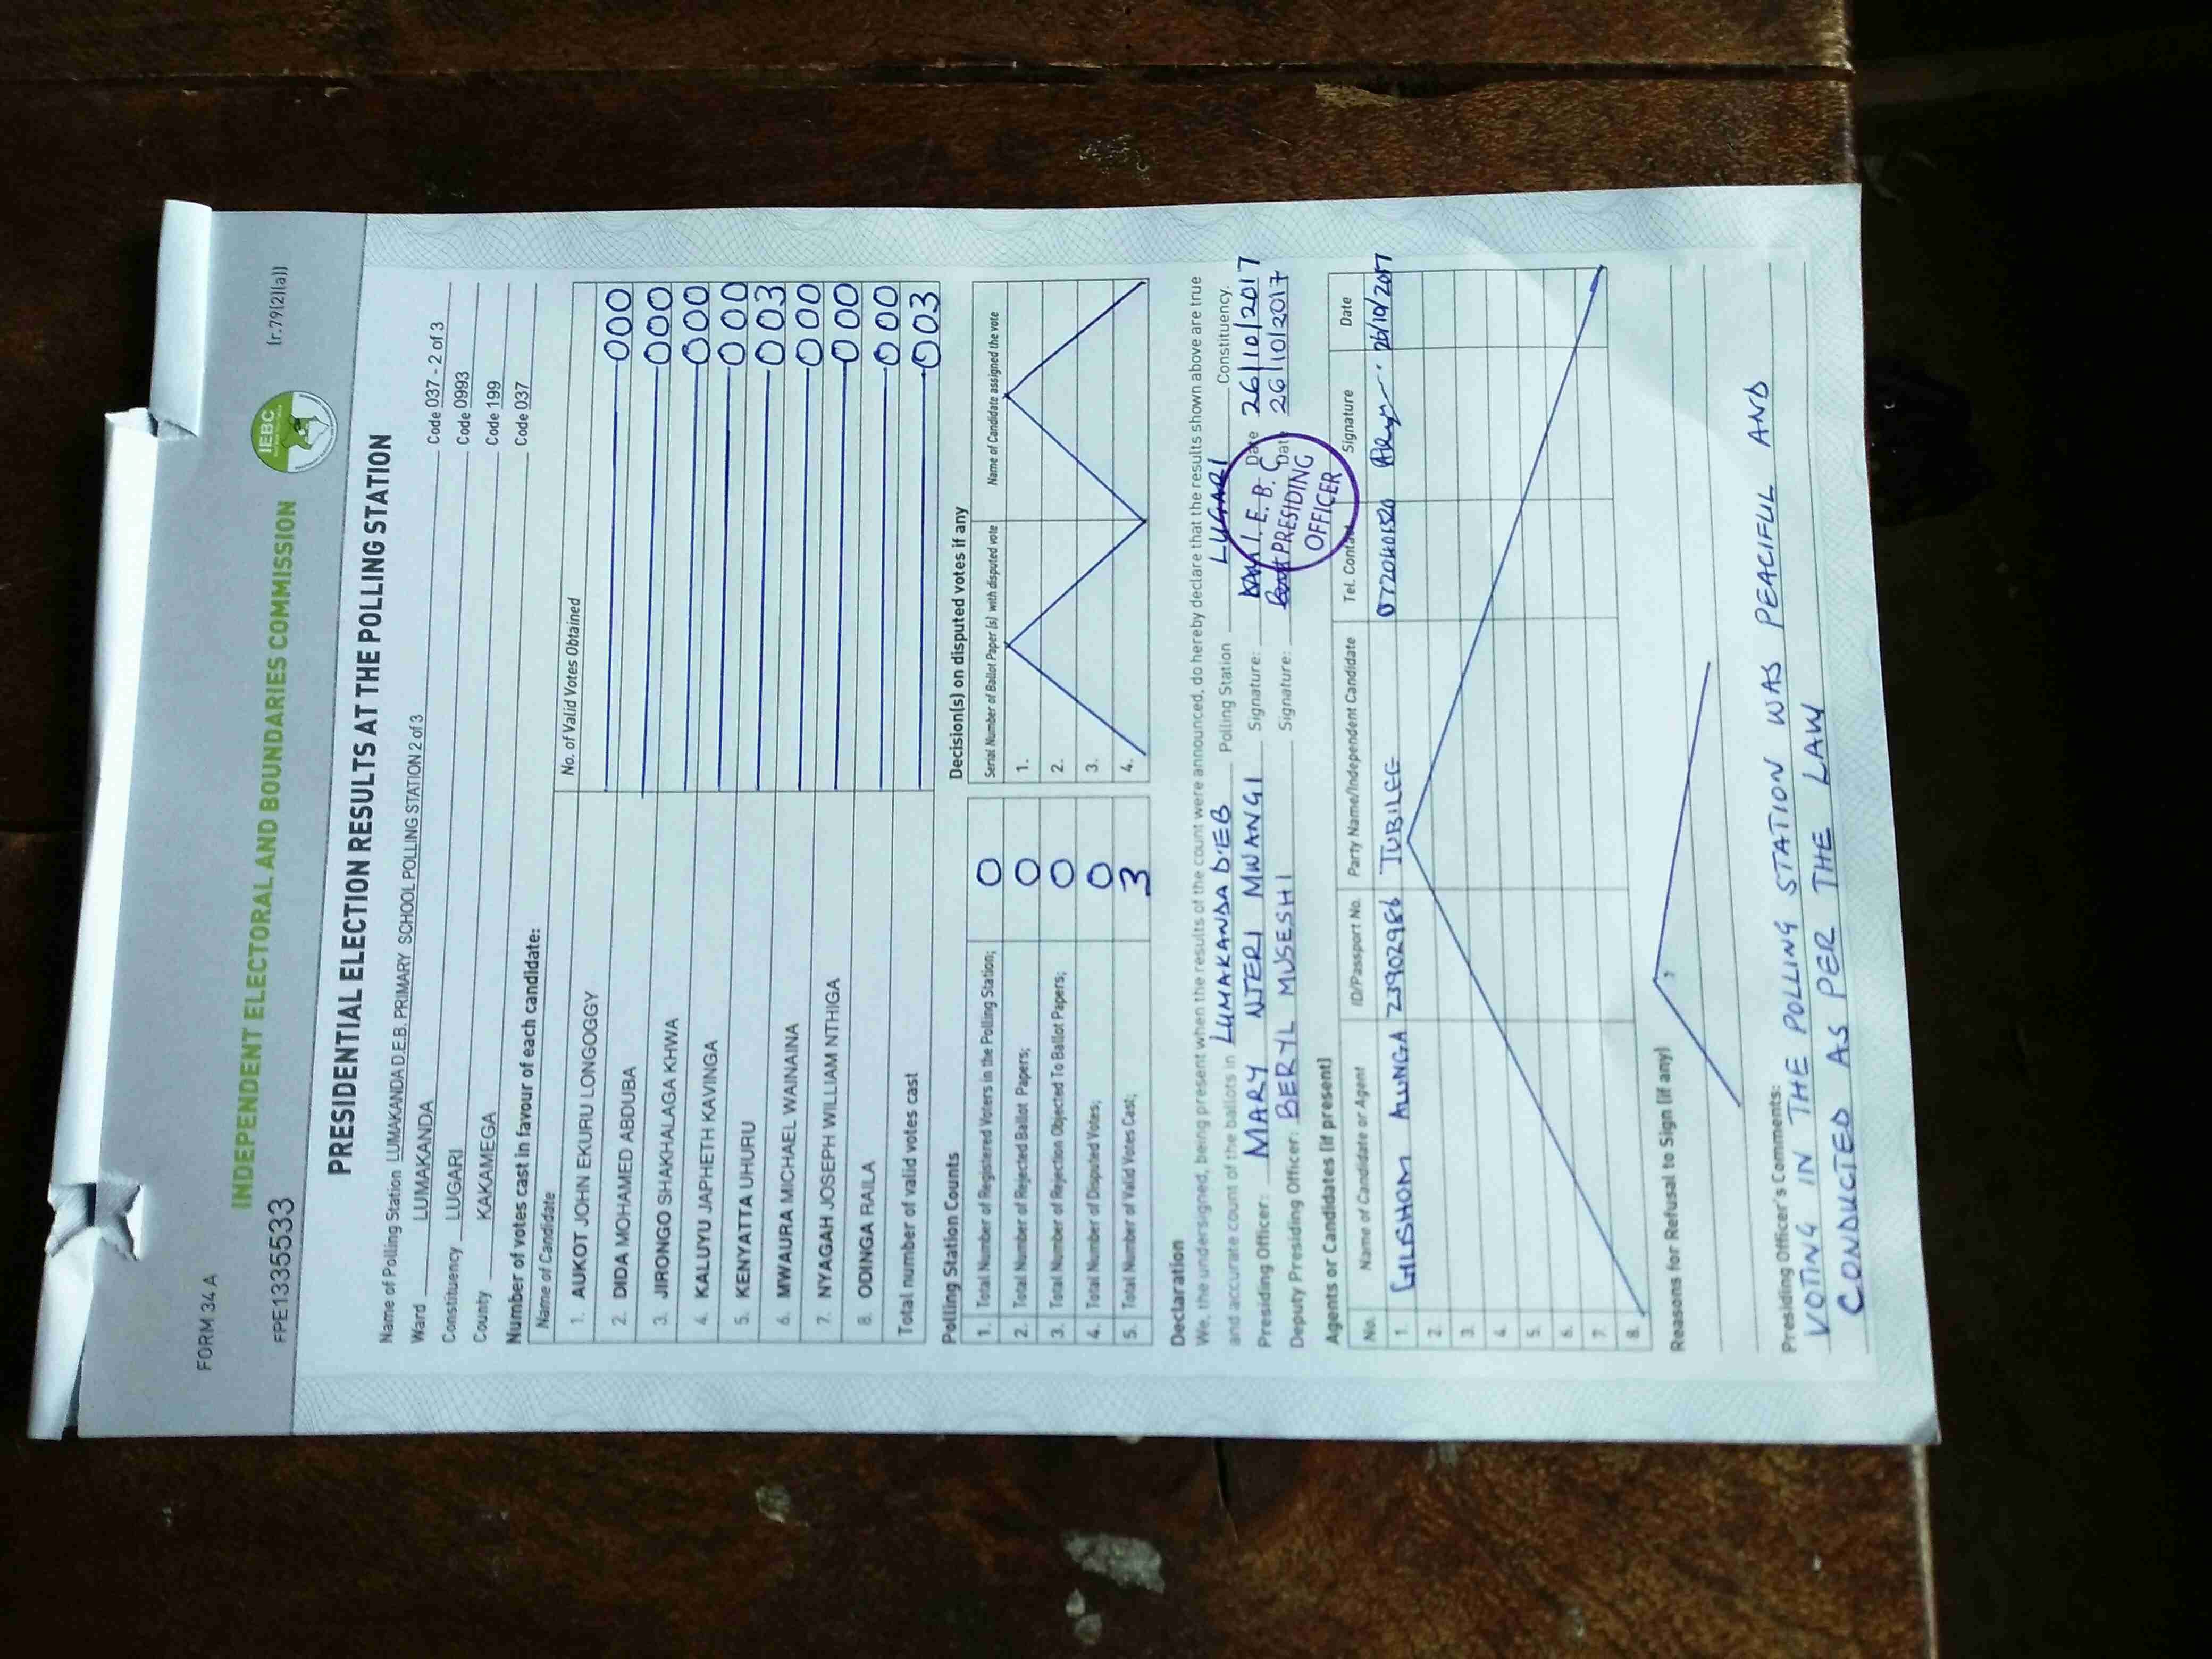 FORM 34 A
INDEPENDENT ELECTORAL AND BOUNDARIES COMMISSION
IEBC
(r.79(2)(a))
FPE1335533
PRESIDENTIAL ELECTION RESULTS AT THE POLLING STATION
Name of Polling Station LUMAKANDA D.E.B. PRIMARY SCHOOL POLLING STATION 2 of 3 Code 037 - 2 of 3
Ward LUMAKANDA Code 0993
Constituency LUGARI Code 199
County KAKAMEGA Code 037
Number of votes cast in favour of each candidate:
Name of Candidate No. of Valid Votes Obtained
1. AUKOT JOHN EKURU LONGOGGY 000
2. DIDA MOHAMED ABDUBA 000
3. JIRONGO SHAKHALAGA KHWA 000
4. KALUYU JAPHETH KAVINGA 000
5. KENYATTA UHURU 003
6. MWAURA MICHAEL WAINAINA 000
7. NYAGAH JOSEPH WILLIAM NTHIGA 000
8. ODINGA RAILA 000
Total number of valid votes cast 003
Polling Station Counts
1. Total Number of Registered Voters in the Polling Station; 0
2. Total Number of Rejected Ballot Papers; 0
3. Total Number of Rejection Objected To Ballot Papers; 0
4. Total Number of Disputed Votes; 0
5. Total Number of Valid Votes Cast; 3
Decision(s) on disputed votes if any
Serial Number of Ballot Paper (s) with disputed vote Name of Candidate assigned the vote
1.
2.
3.
4.
Declaration
We, the undersigned, being present when the results of the count were announced, do hereby declare that the results shown above are true
and accurate count of the ballots in LUMAKANDA D.E.B Polling Station LUGARI Constituency.
Presiding Officer: MARY NJERI MWANGI Signature: Date 26/10/2017
Deputy Presiding Officer: BERYL MUSESHI Signature: Date 26/10/2017
I. E. B. C
PRESIDING
OFFICER
Agents or Candidates (if present)
No. Name of Candidate or Agent ID/Passport No. Party Name/Independent Candidate Tel. Contact Signature Date
1. 23902986 JUBILEE 26/10/2017
2.
3.
4.
5.
6.
7.
8.
Reasons for Refusal to Sign (if any)
Presiding Officer's Comments:
VOTING IN THE POLLING STATION WAS PEACIFUL AND
CONDUCTED AS PER THE LAW